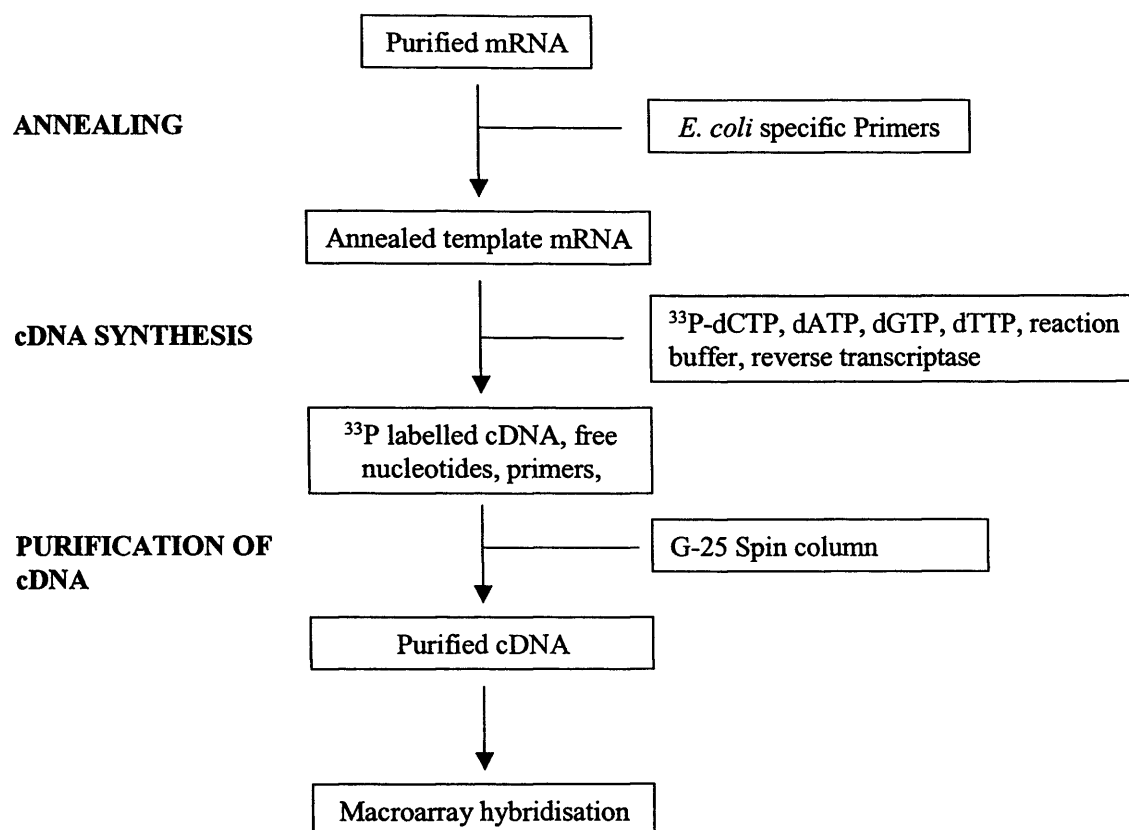 Purified mRNA
ANNEALING
E. coli specific Primers
Annealed template mRNA
cDNA SYNTHESIS
³³P-dCTP, dATP, dGTP, dTTP, reaction
buffer, reverse transcriptase
³³P labelled cDNA, free
nucleotides, primers,
PURIFICATION OF
cDNA
G-25 Spin column
Purified cDNA
Macroarray hybridisation